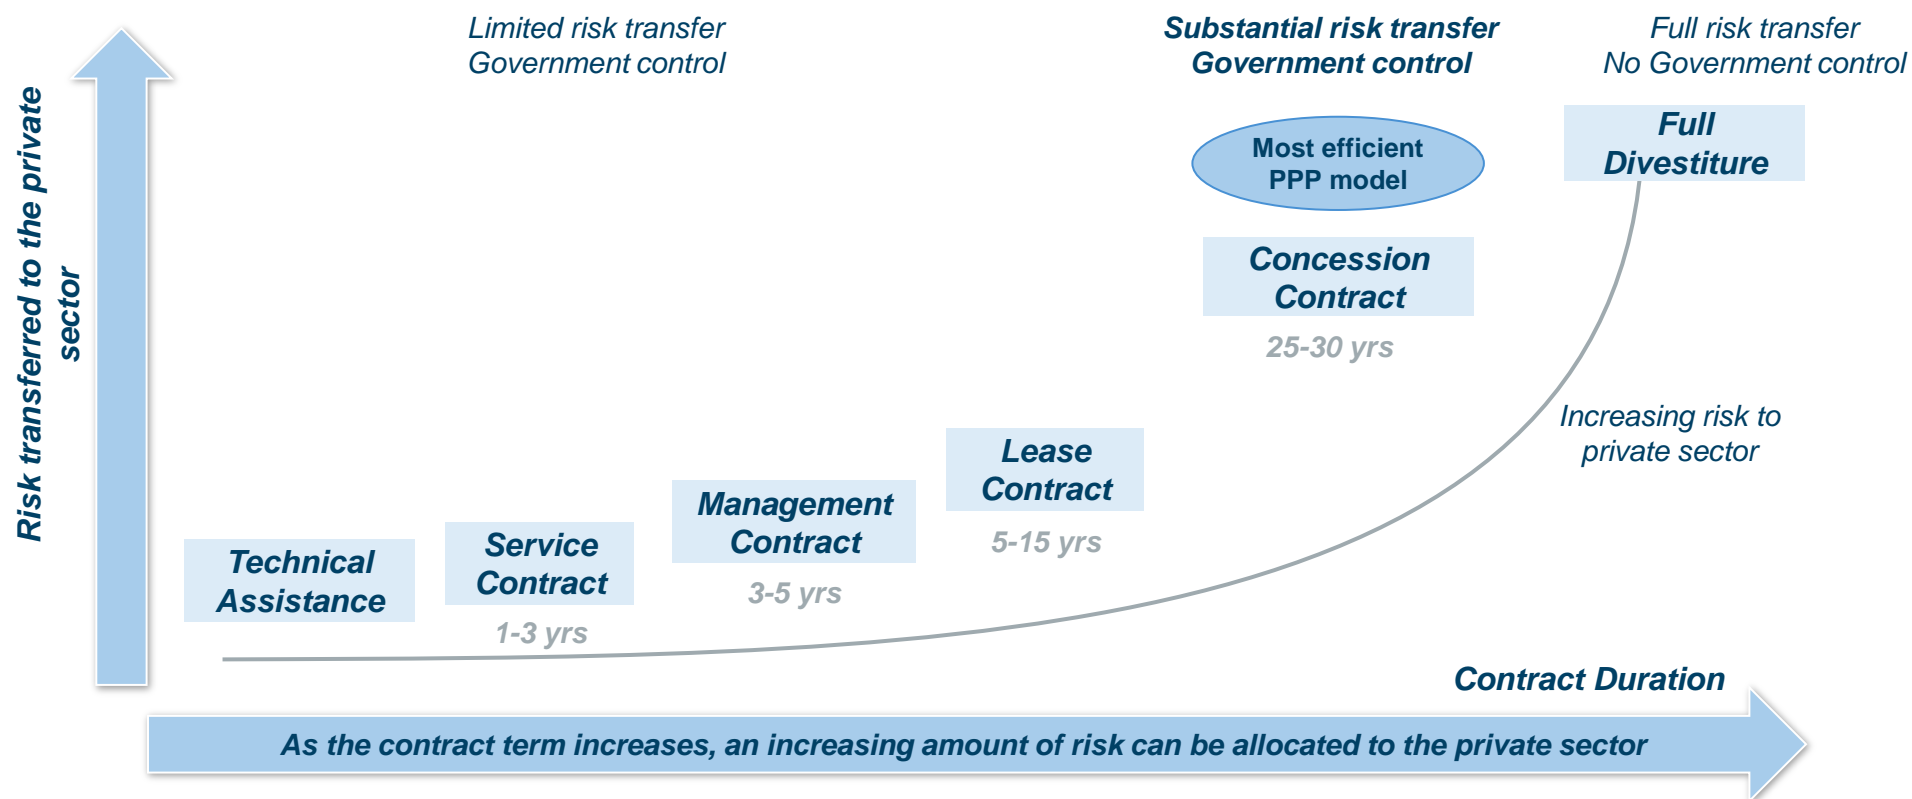 Limited risk transfer
Government control
Substantial risk transfer
Government control
Full risk transfer
No Government control
Risk transferred to the private
sector
Most efficient
PPP model
Full
Divestiture
Concession
Contract
25-30 yrs
Increasing risk to
private sector
Lease
Contract
5-15 yrs
Management
Contract
3-5 yrs
Service
Contract
1-3 yrs
Technical
Assistance
Contract Duration
As the contract term increases, an increasing amount of risk can be allocated to the private sector